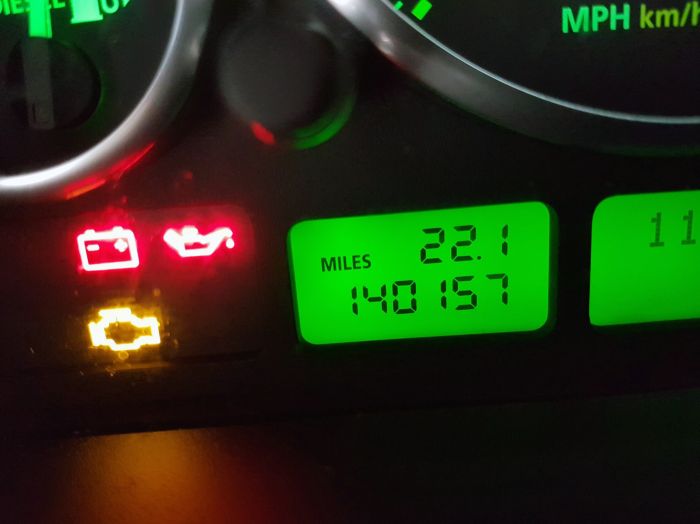 DIESEL
MPH km/h
MILES 22.1
140157
11